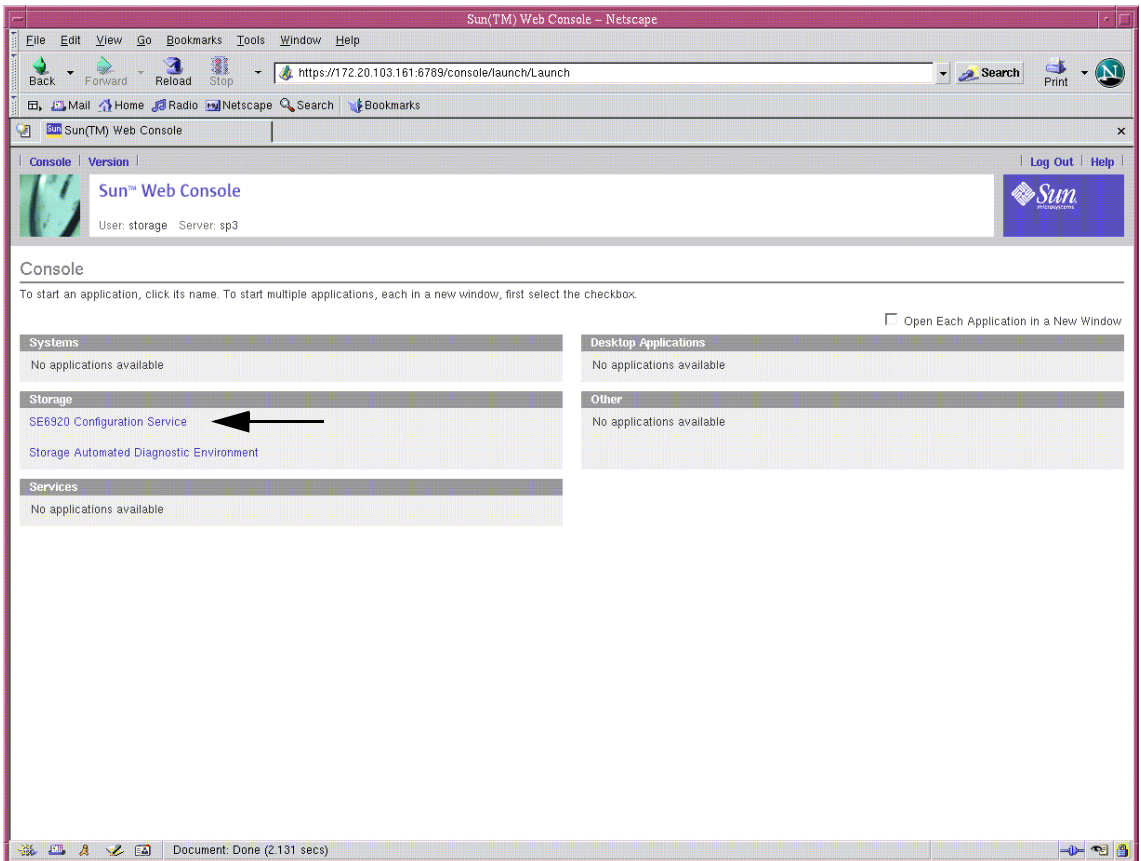 Sun(TM) Web Console – Netscape
File Edit View Go Bookmarks Tools Window Help
Back Forward Reload Stop https://172.20.103.161:6789/console/launch/Launch Search Print N
Mail Home Radio Netscape Search Bookmarks
Sun Sun(TM) Web Console
Console Version Log Out Help
Sun™ Web Console
User: storage Server: sp3
Sun
microsystems
Console
To start an application, click its name. To start multiple applications, each in a new window, first select the checkbox.
Open Each Application in a New Window
Systems
No applications available
Desktop Applications
No applications available
Storage
SE6920 Configuration Service
Storage Automated Diagnostic Environment
Other
No applications available
Services
No applications available
Document: Done (2.131 secs)